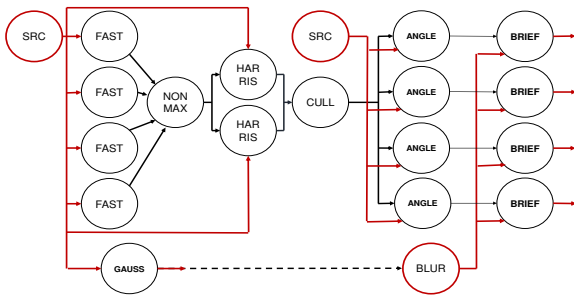 SRC
FAST
FAST
FAST
FAST
NON
MAX
HAR
RIS
HAR
RIS
CULL
SRC
ANGLE
BRIEF
ANGLE
BRIEF
ANGLE
BRIEF
ANGLE
BRIEF
GAUSS
BLUR